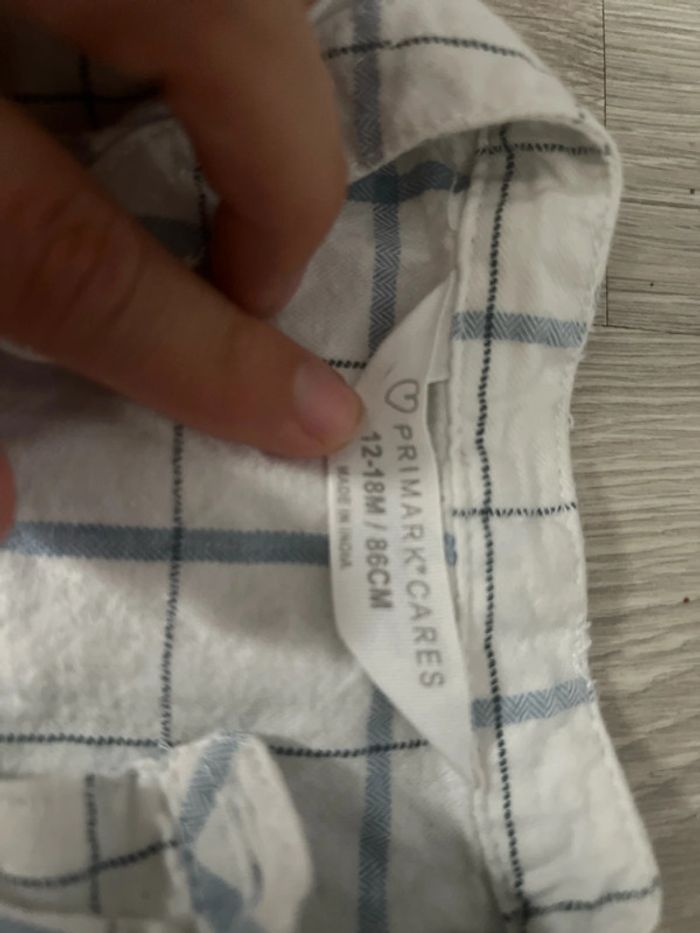 PRIMARK CARES
12-18M / 86CM
MADE IN INDIA